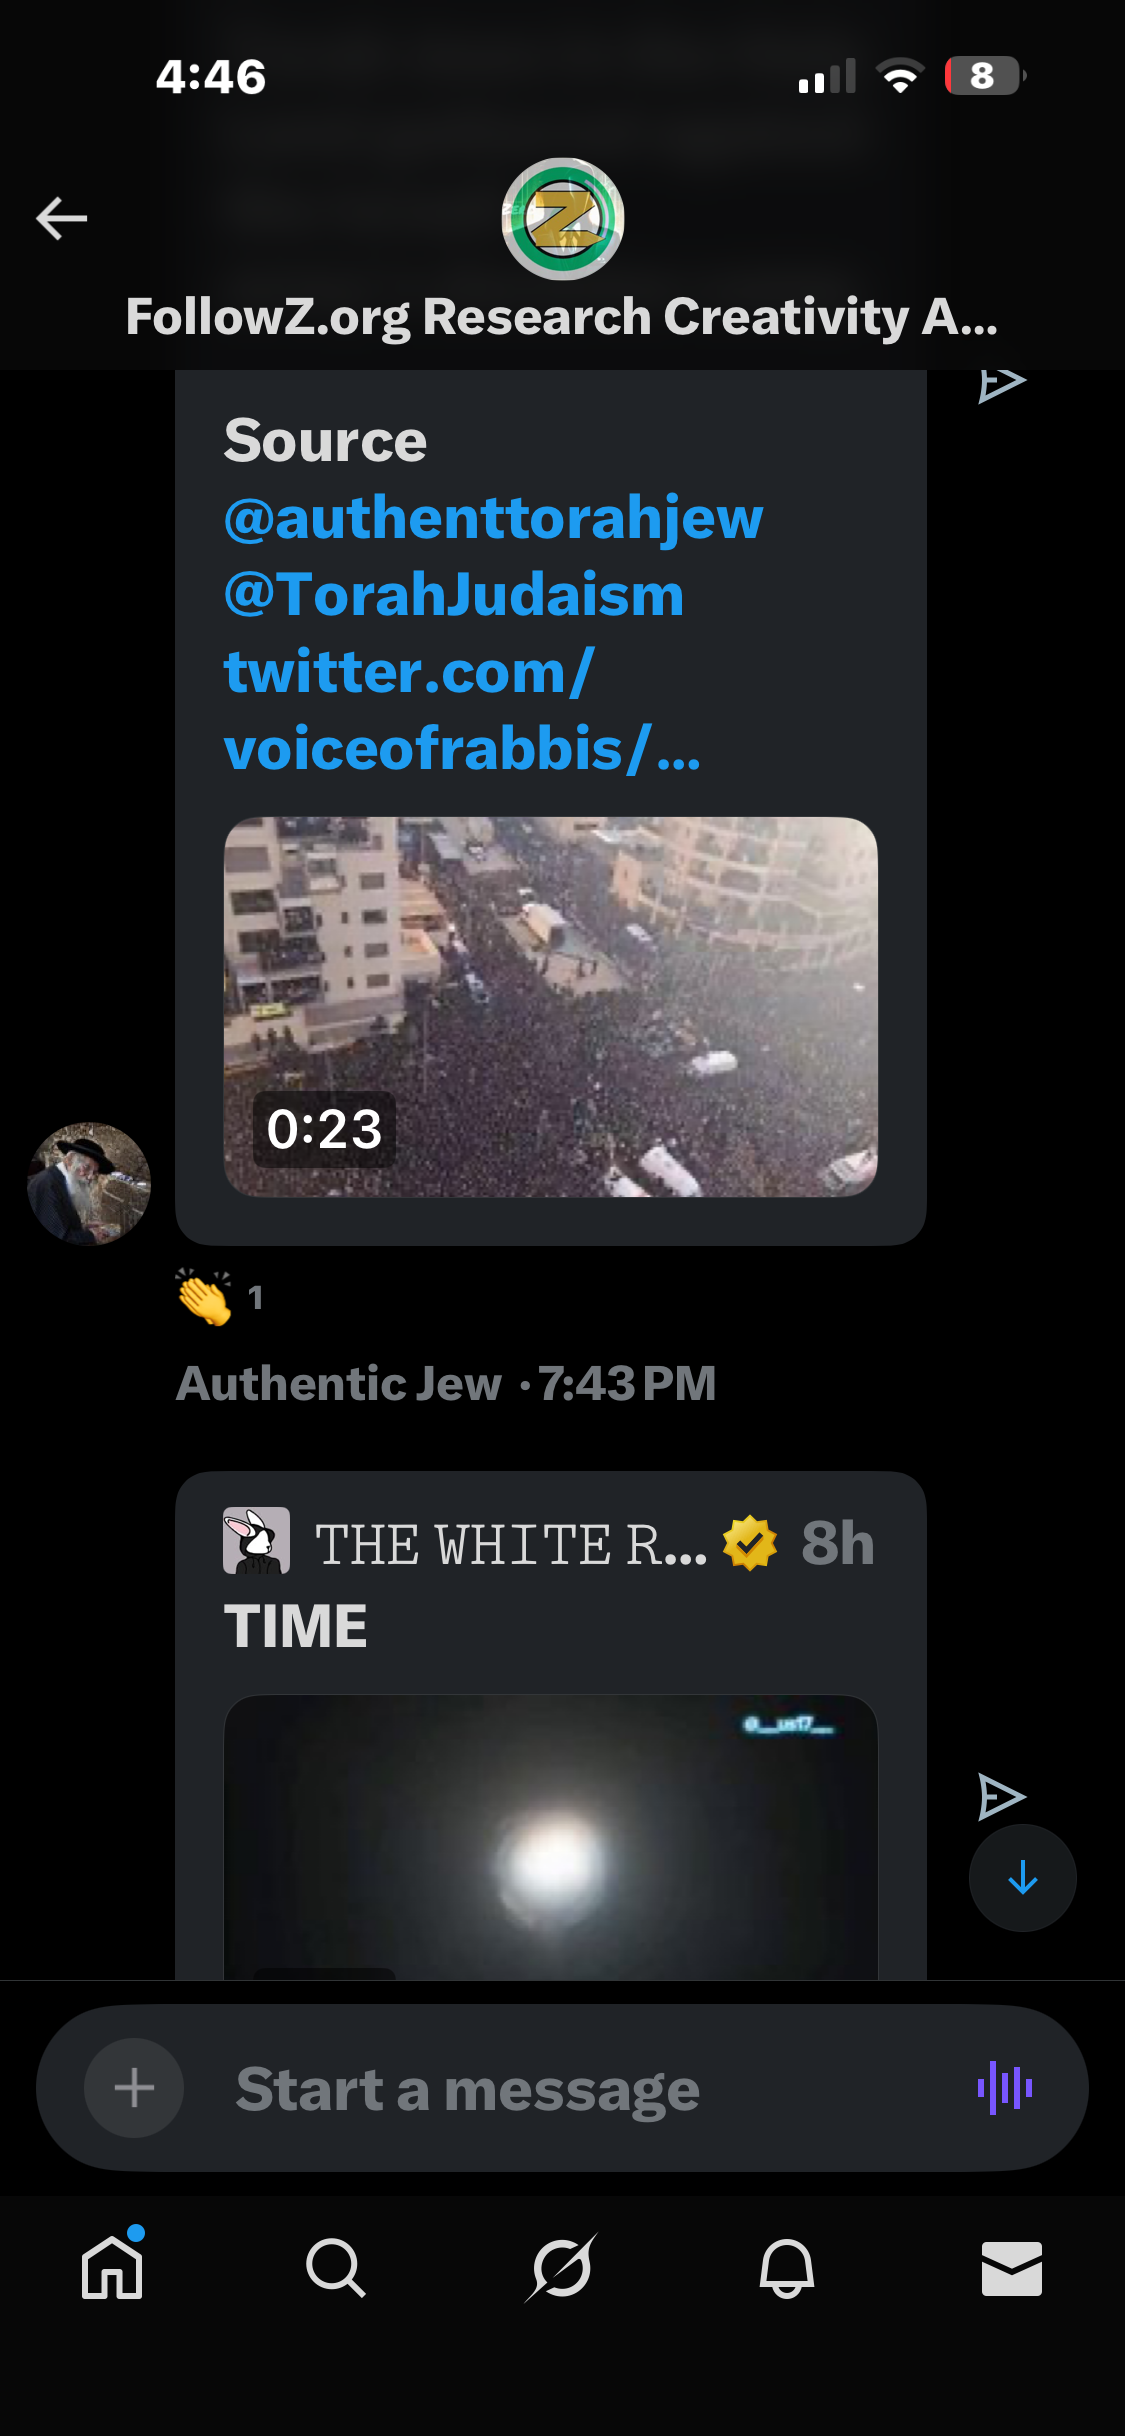 4:46
8
FollowZ.org Research Creativity A...
Source
@authenttorahjew
@TorahJudaism
twitter.com/
voiceofrabbis/...
0:23
👏 1
Authentic Jew · 7:43 PM
THE WHITE R... 8h
TIME
@__us17__
Start a message